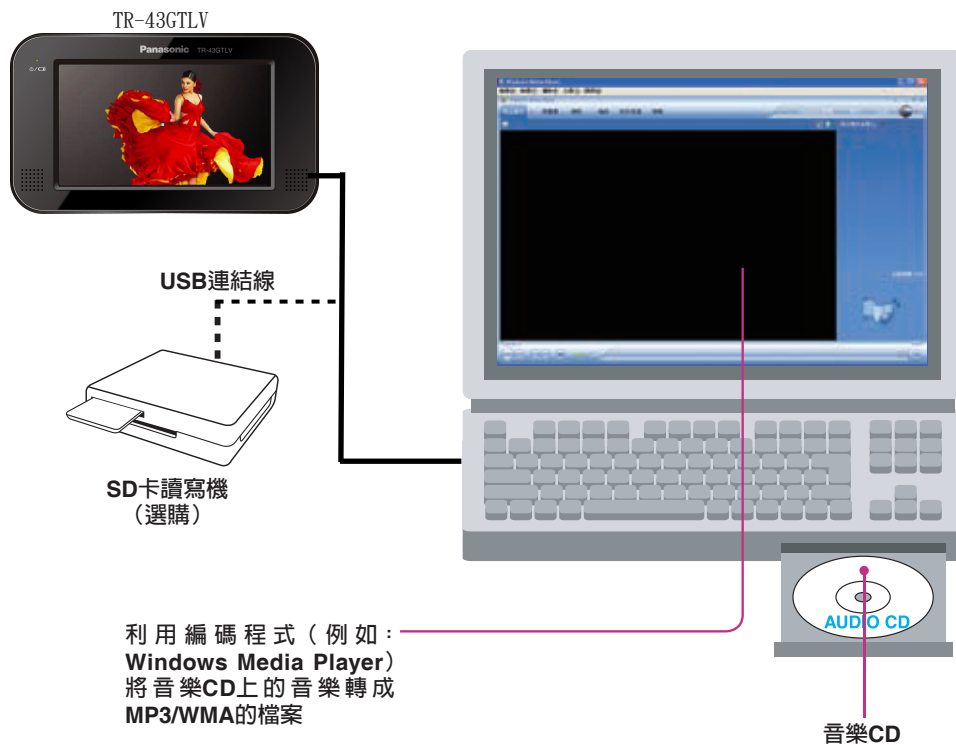 TR-43GTLV
Panasonic TR-43GTLV
USB連結線
SD卡讀寫機
（選購）
利用編碼程式（例如：
Windows Media Player）
將音樂CD上的音樂轉成
MP3/WMA的檔案
AUDIO CD
音樂CD